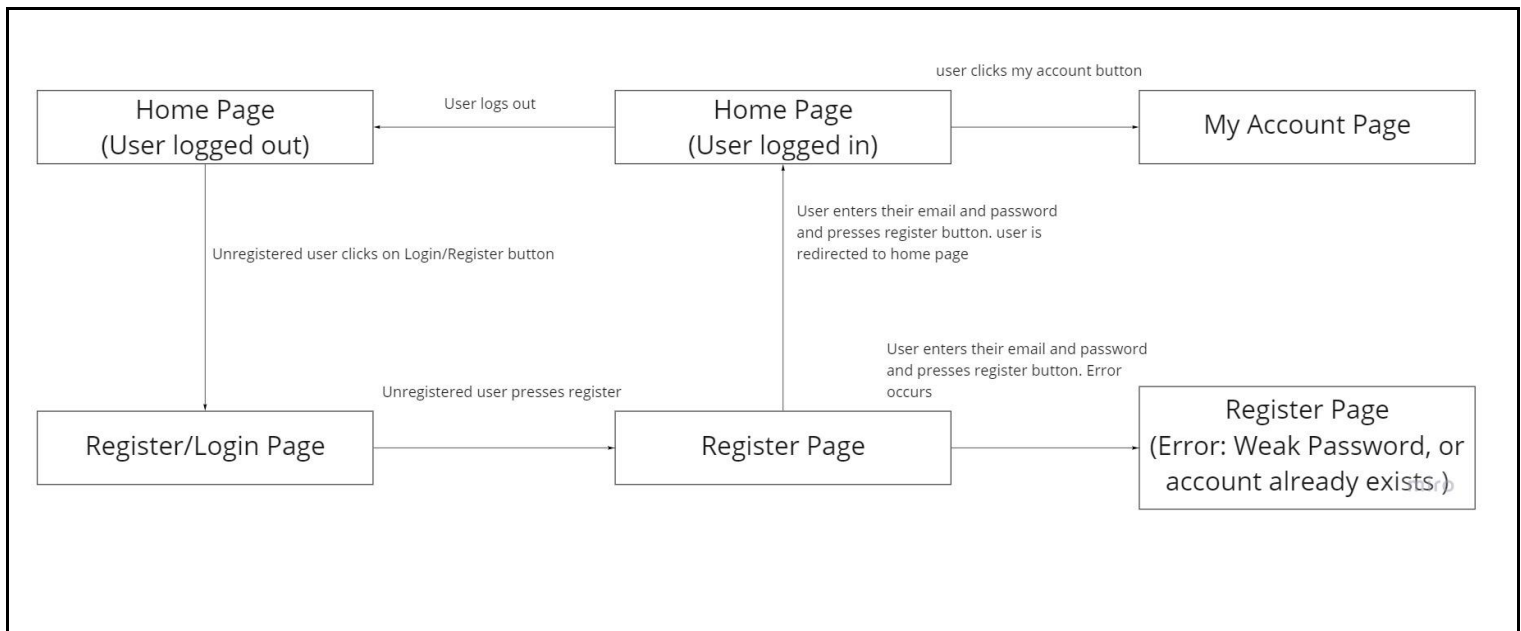 user clicks my account button
Home Page
(User logged out)
User logs out
Home Page
(User logged in)
My Account Page
User enters their email and password
and presses register button. user is
redirected to home page
Unregistered user clicks on Login/Register button
User enters their email and password
and presses register button. Error
occurs
Unregistered user presses register
Register/Login Page
Register Page
Register Page
(Error: Weak Password, or
account already exists )
miro